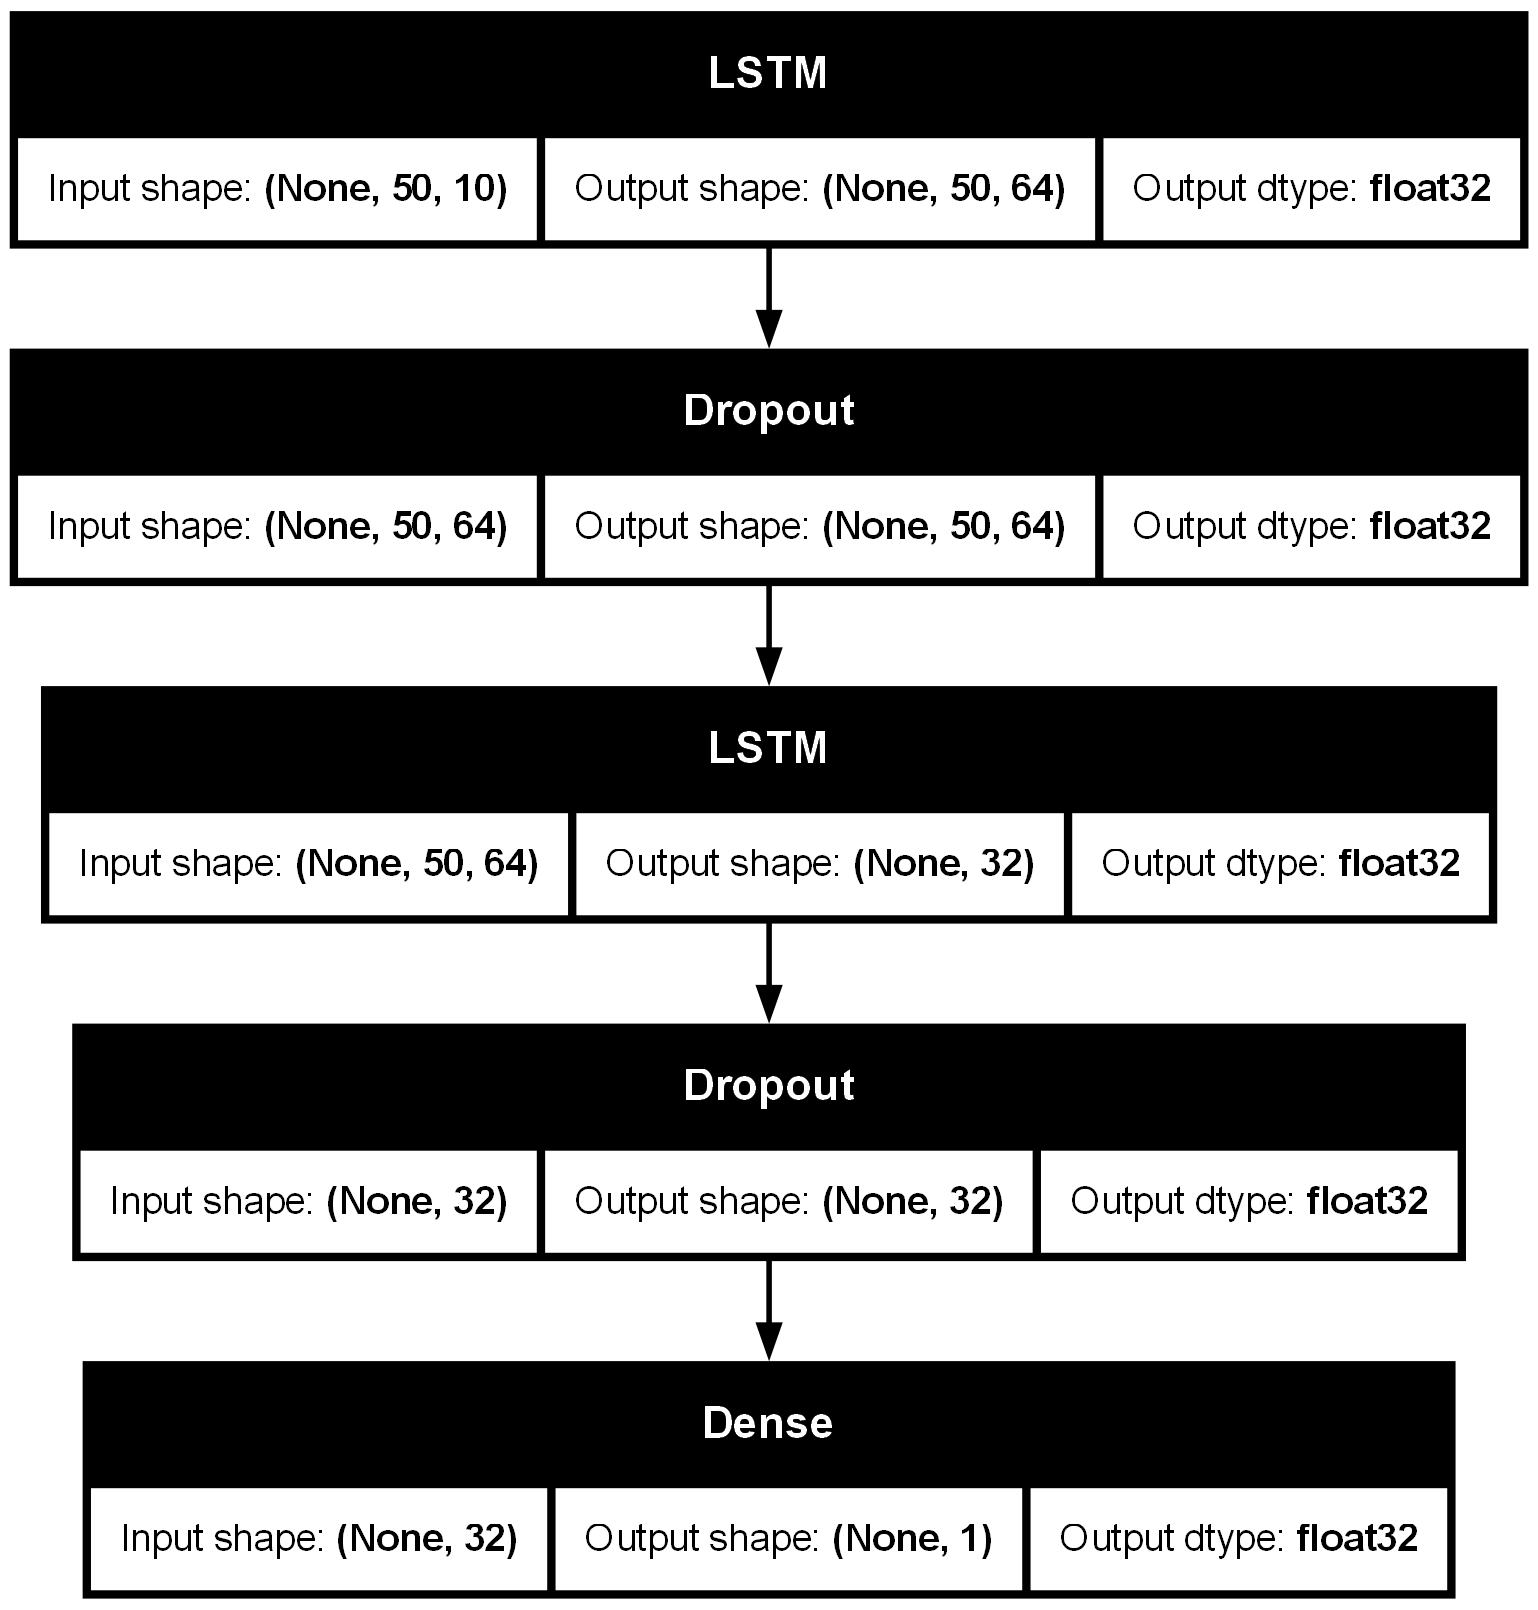 LSTM
Input shape: (None, 50, 10) Output shape: (None, 50, 64) Output dtype: float32
Dropout
Input shape: (None, 50, 64) Output shape: (None, 50, 64) Output dtype: float32
LSTM
Input shape: (None, 50, 64) Output shape: (None, 32) Output dtype: float32
Dropout
Input shape: (None, 32) Output shape: (None, 32) Output dtype: float32
Dense
Input shape: (None, 32) Output shape: (None, 1) Output dtype: float32